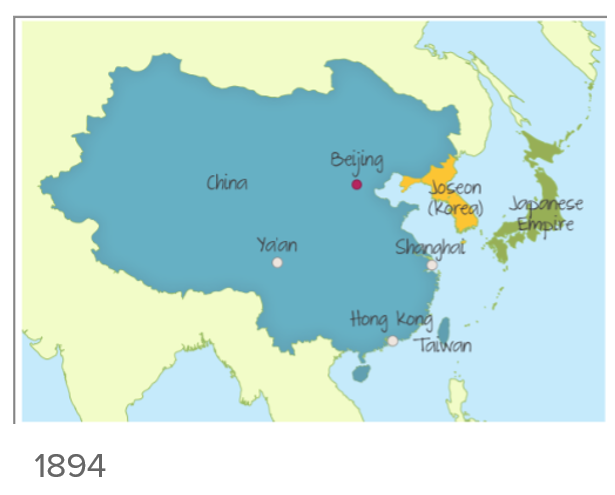 Beijing
China
Joseon
(Korea)
Japanese
Empire
Ya'an
Shanghai
Hong Kong
Taiwan
1894